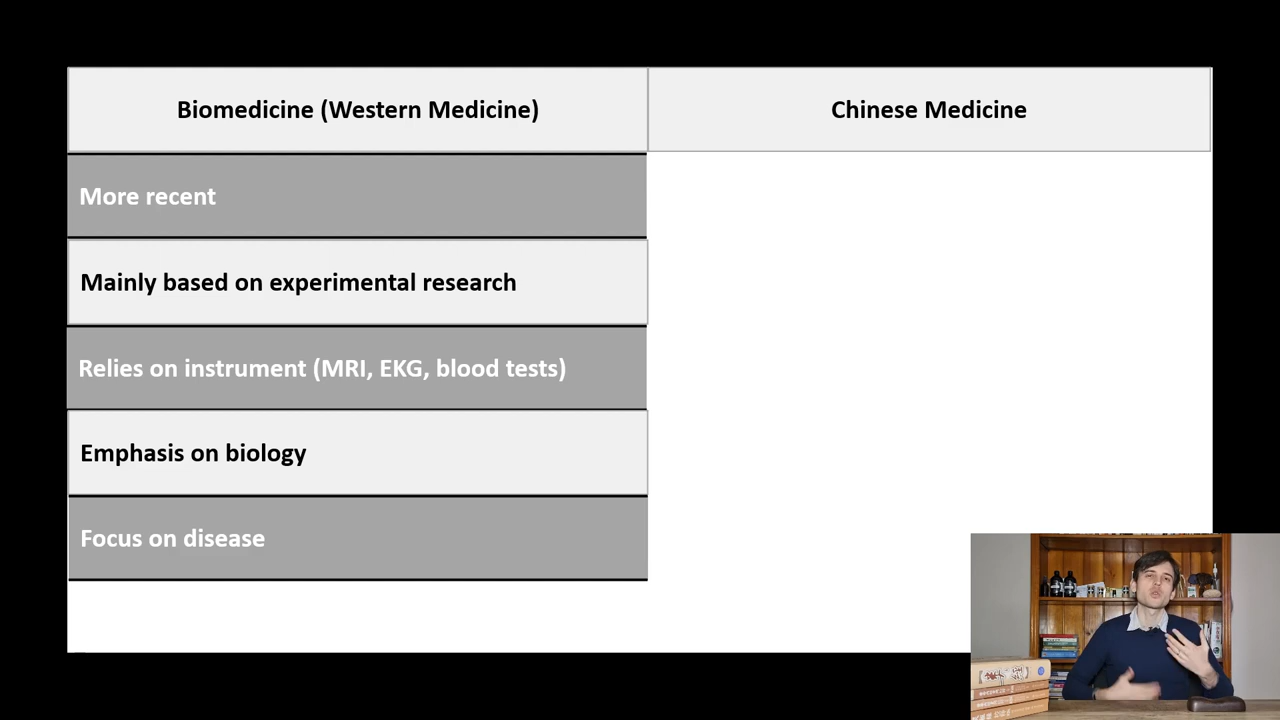 Biomedicine (Western Medicine)
Chinese Medicine
More recent
Mainly based on experimental research
Relies on instrument (MRI, EKG, blood tests)
Emphasis on biology
Focus on disease